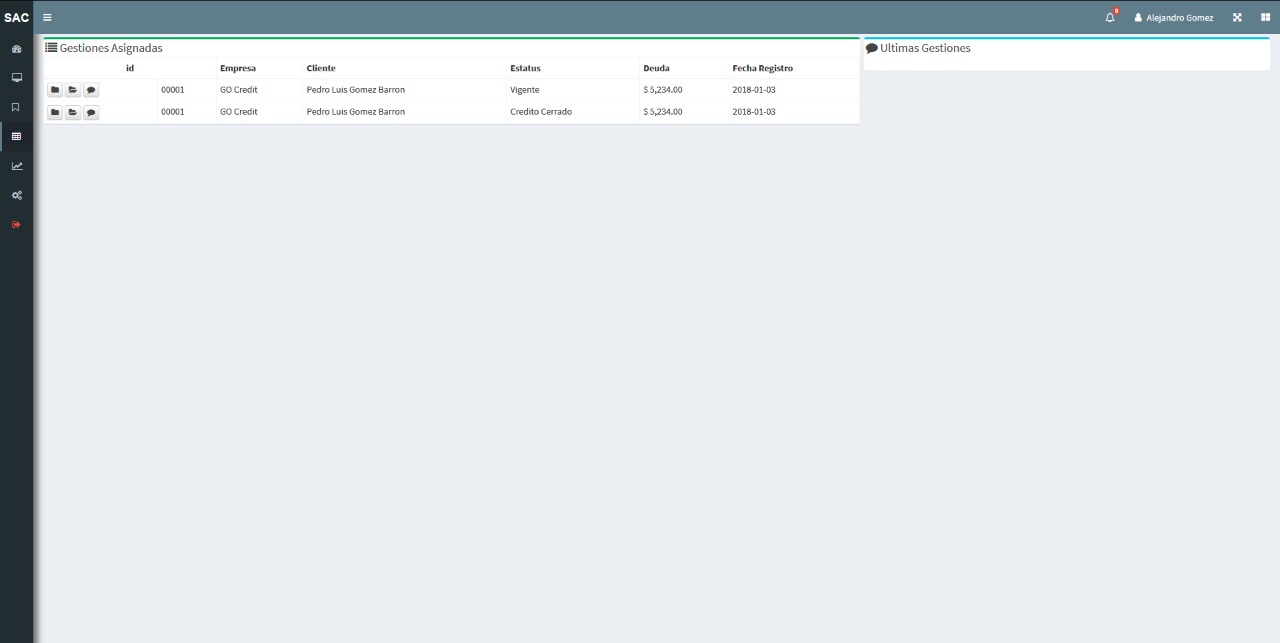 SAC
6
Alejandro Gomez
Gestiones Asignadas
id Empresa Cliente Estatus Deuda Fecha Registro
00001 GO Credit Pedro Luis Gomez Barron Vigente $ 5,234.00 2018-01-03
00001 GO Credit Pedro Luis Gomez Barron Credito Cerrado $ 5,234.00 2018-01-03
Ultimas Gestiones